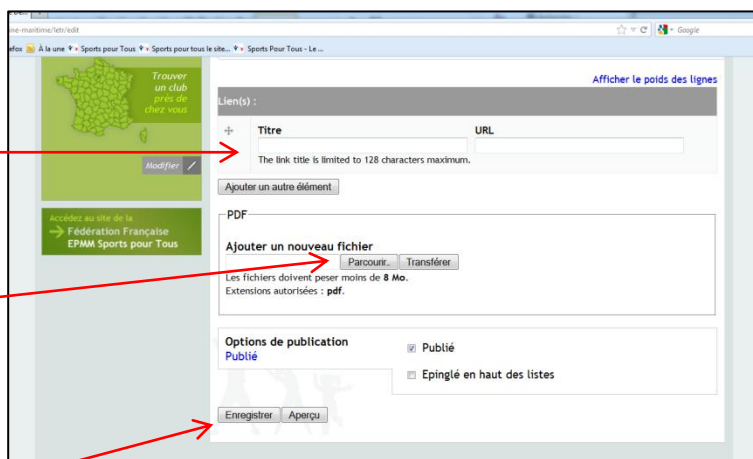 ine-maritime/letr/edit
Google
efox À la une Sports pour Tous Sports pour tous le site... Sports Pour Tous - Le ...
Trouver
un club
près de
chez vous
Modifier
Accédez au site de la
Fédération Française
EPMM Sports pour Tous
Afficher le poids des lignes
Lien(s) :
Titre URL
The link title is limited to 128 characters maximum.
Ajouter un autre élément
PDF
Ajouter un nouveau fichier
Parcourir_ Transférer
Les fichiers doivent peser moins de 8 Mo.
Extensions autorisées : pdf.
Options de publication
Publié
Publié
Epinglé en haut des listes
Enregistrer Aperçu